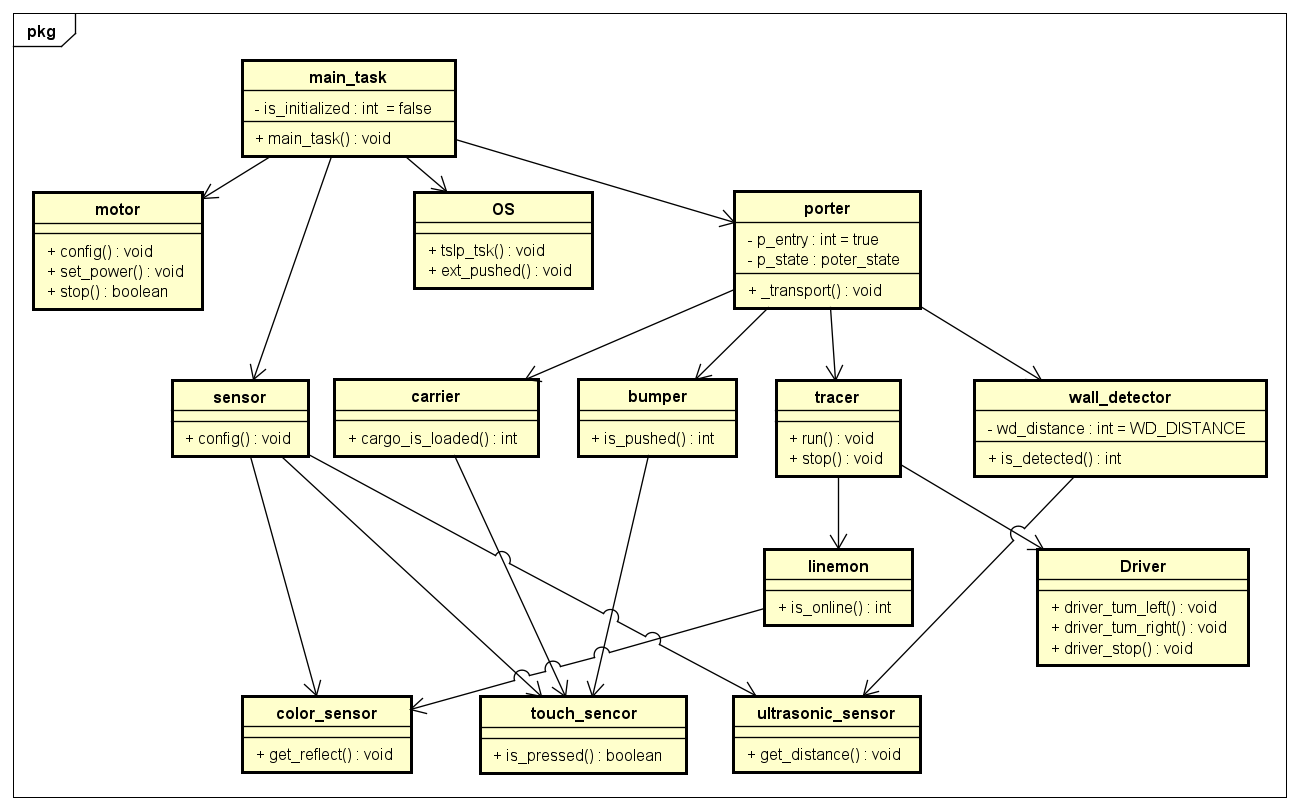 pkg
main_task
- is_initialized : int = false
+ main_task() : void
motor
+ config() : void
+ set_power() : void
+ stop() : boolean
OS
+ tslp_tsk() : void
+ ext_pushed() : void
porter
- p_entry : int = true
- p_state : poter_state
+ _transport() : void
sensor
+ config() : void
carrier
+ cargo_is_loaded() : int
bumper
+ is_pushed() : int
tracer
+ run() : void
+ stop() : void
wall_detector
- wd_distance : int = WD_DISTANCE
+ is_detected() : int
linemon
+ is_online() : int
Driver
+ driver_tum_left() : void
+ driver_tum_right() : void
+ driver_stop() : void
color_sensor
+ get_reflect() : void
touch_sencor
+ is_pressed() : boolean
ultrasonic_sensor
+ get_distance() : void